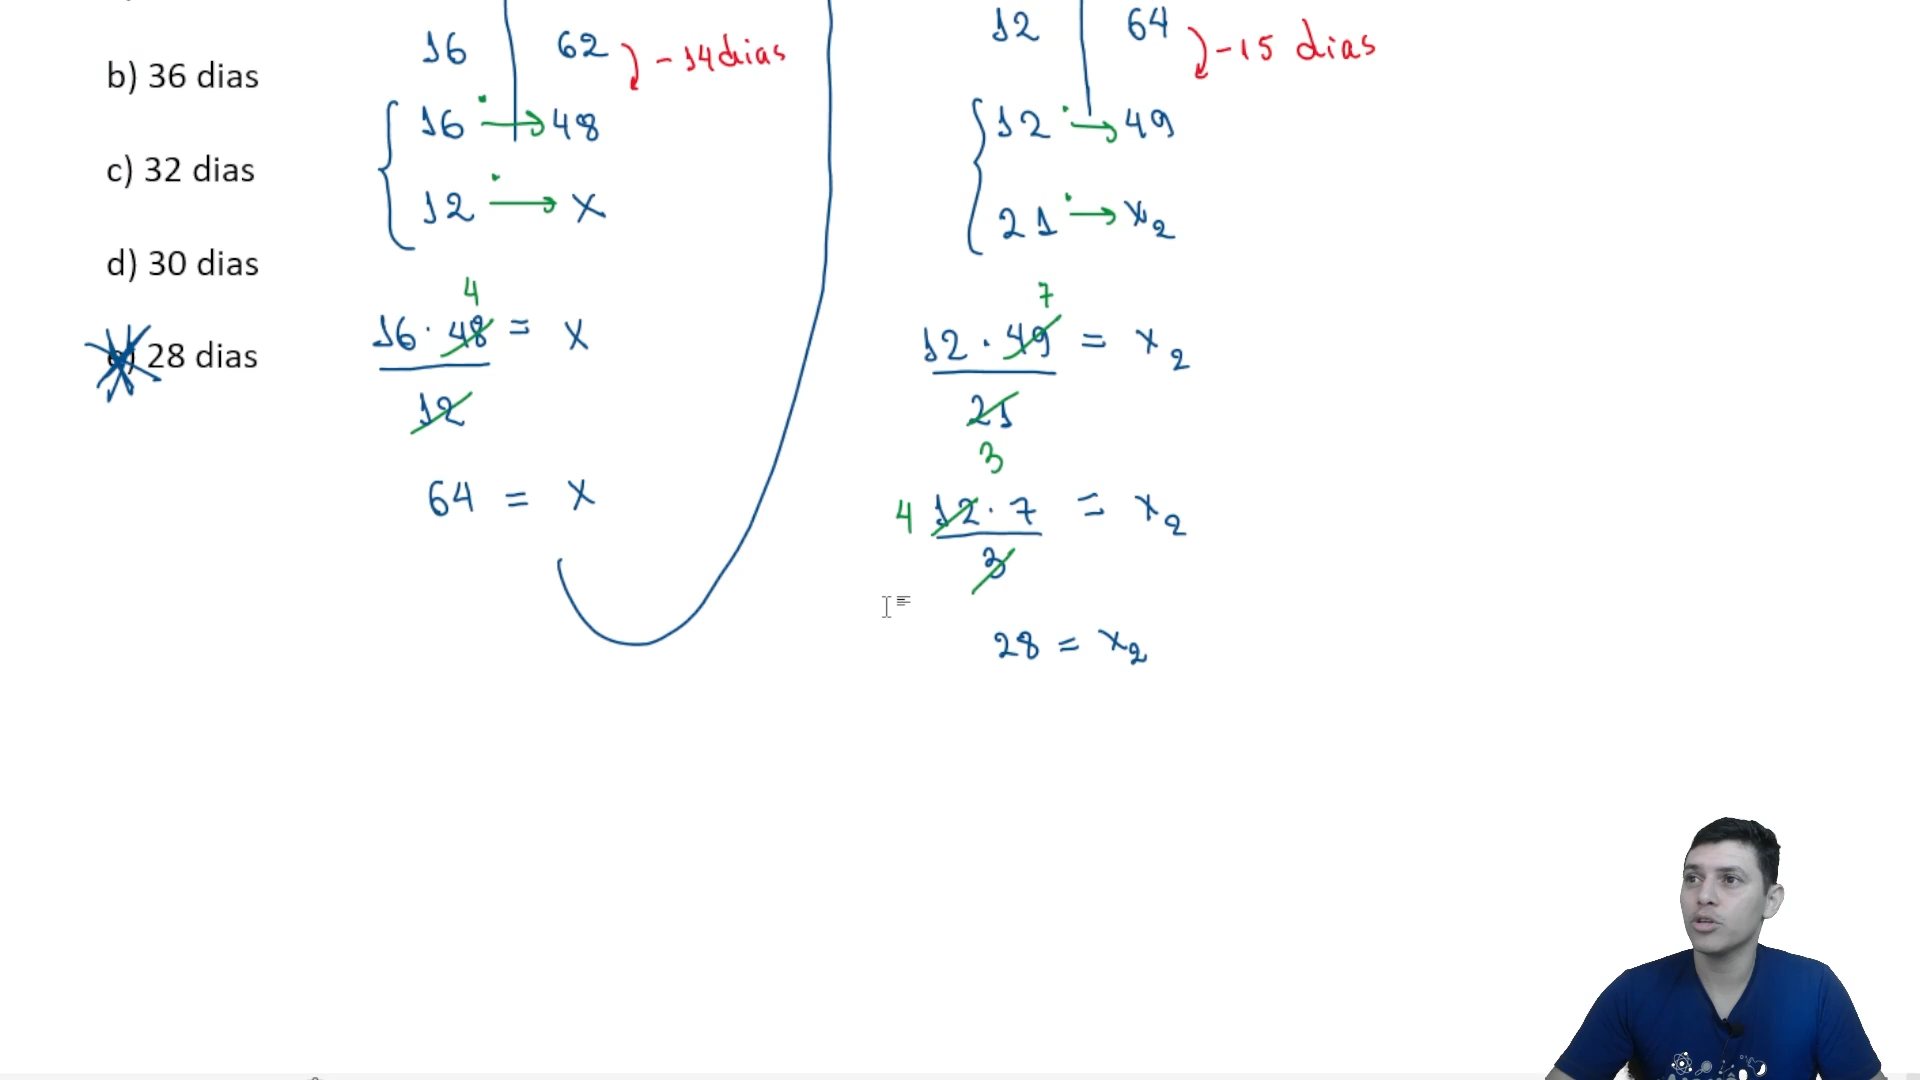 b) 36 dias
c) 32 dias
d) 30 dias
28 dias
16 62 -14 dias
16 → 48
12 → x
4
16 · 48 = x
12
64 = x
12 64 -15 dias
12 → 49
21 → x2
7
12 · 49 = x2
21
3
4 12 · 7 = x2
3
28 = x2